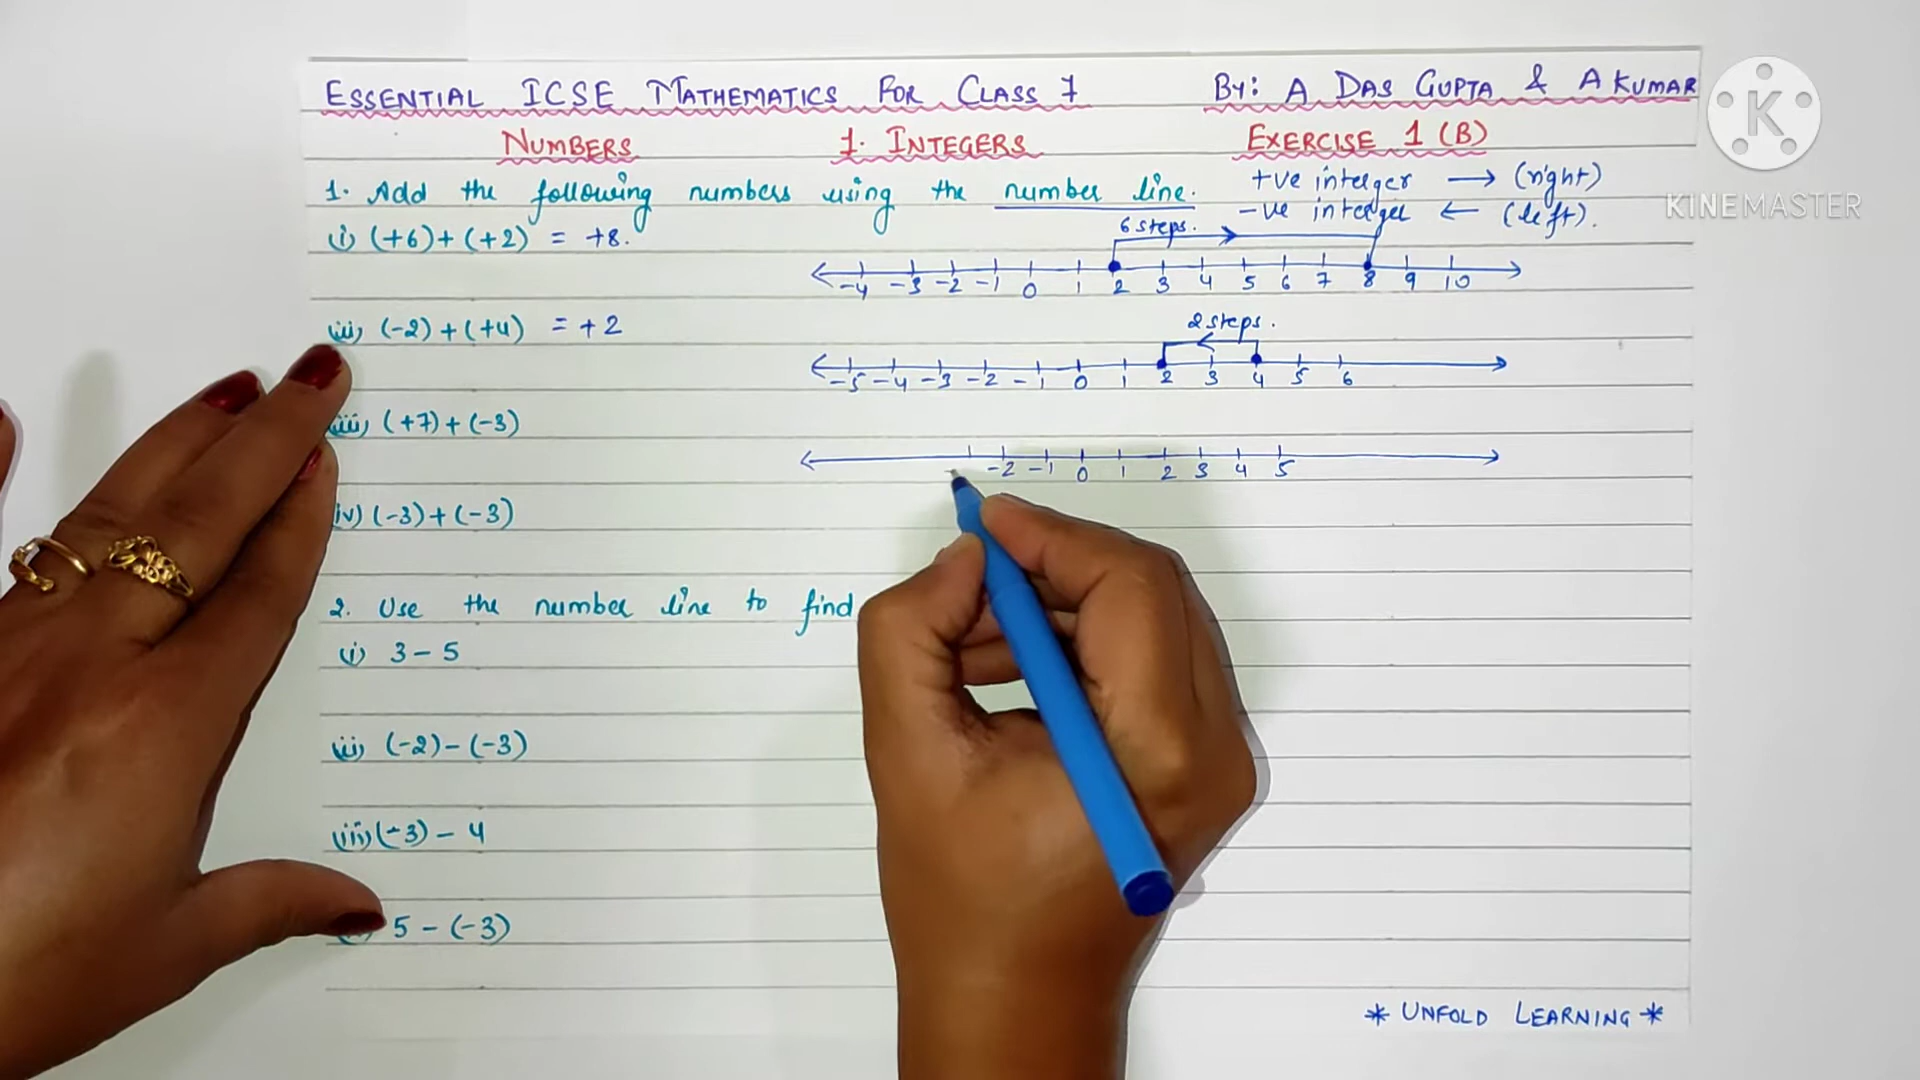 ESSENTIAL ICSE MATHEMATICS FOR CLASS 7 BY: A DAS GUPTA & A KUMAR
NUMBERS 1. INTEGERS EXERCISE 1 (B)
K
KINEMASTER
1. Add the following numbers using the number line.
+ve interger → (right)
-ve interger ← (left).
(i) (+6)+(+2) = +8.
6 steps.
-4 -3 -2 -1 0 1 2 3 4 5 6 7 8 9 10
(ii) (-2)+(+4) = +2
2 steps.
-5 -4 -3 -2 -1 0 1 2 3 4 5 6
(iii) (+7)+(-3)
-2 -1 0 1 2 3 4 5
(iv) (-3)+(-3)
2. Use the number line to find
(i) 3-5
(ii) (-2)-(-3)
(iii) (-3)-4
5-(-3)
* UNFOLD LEARNING *